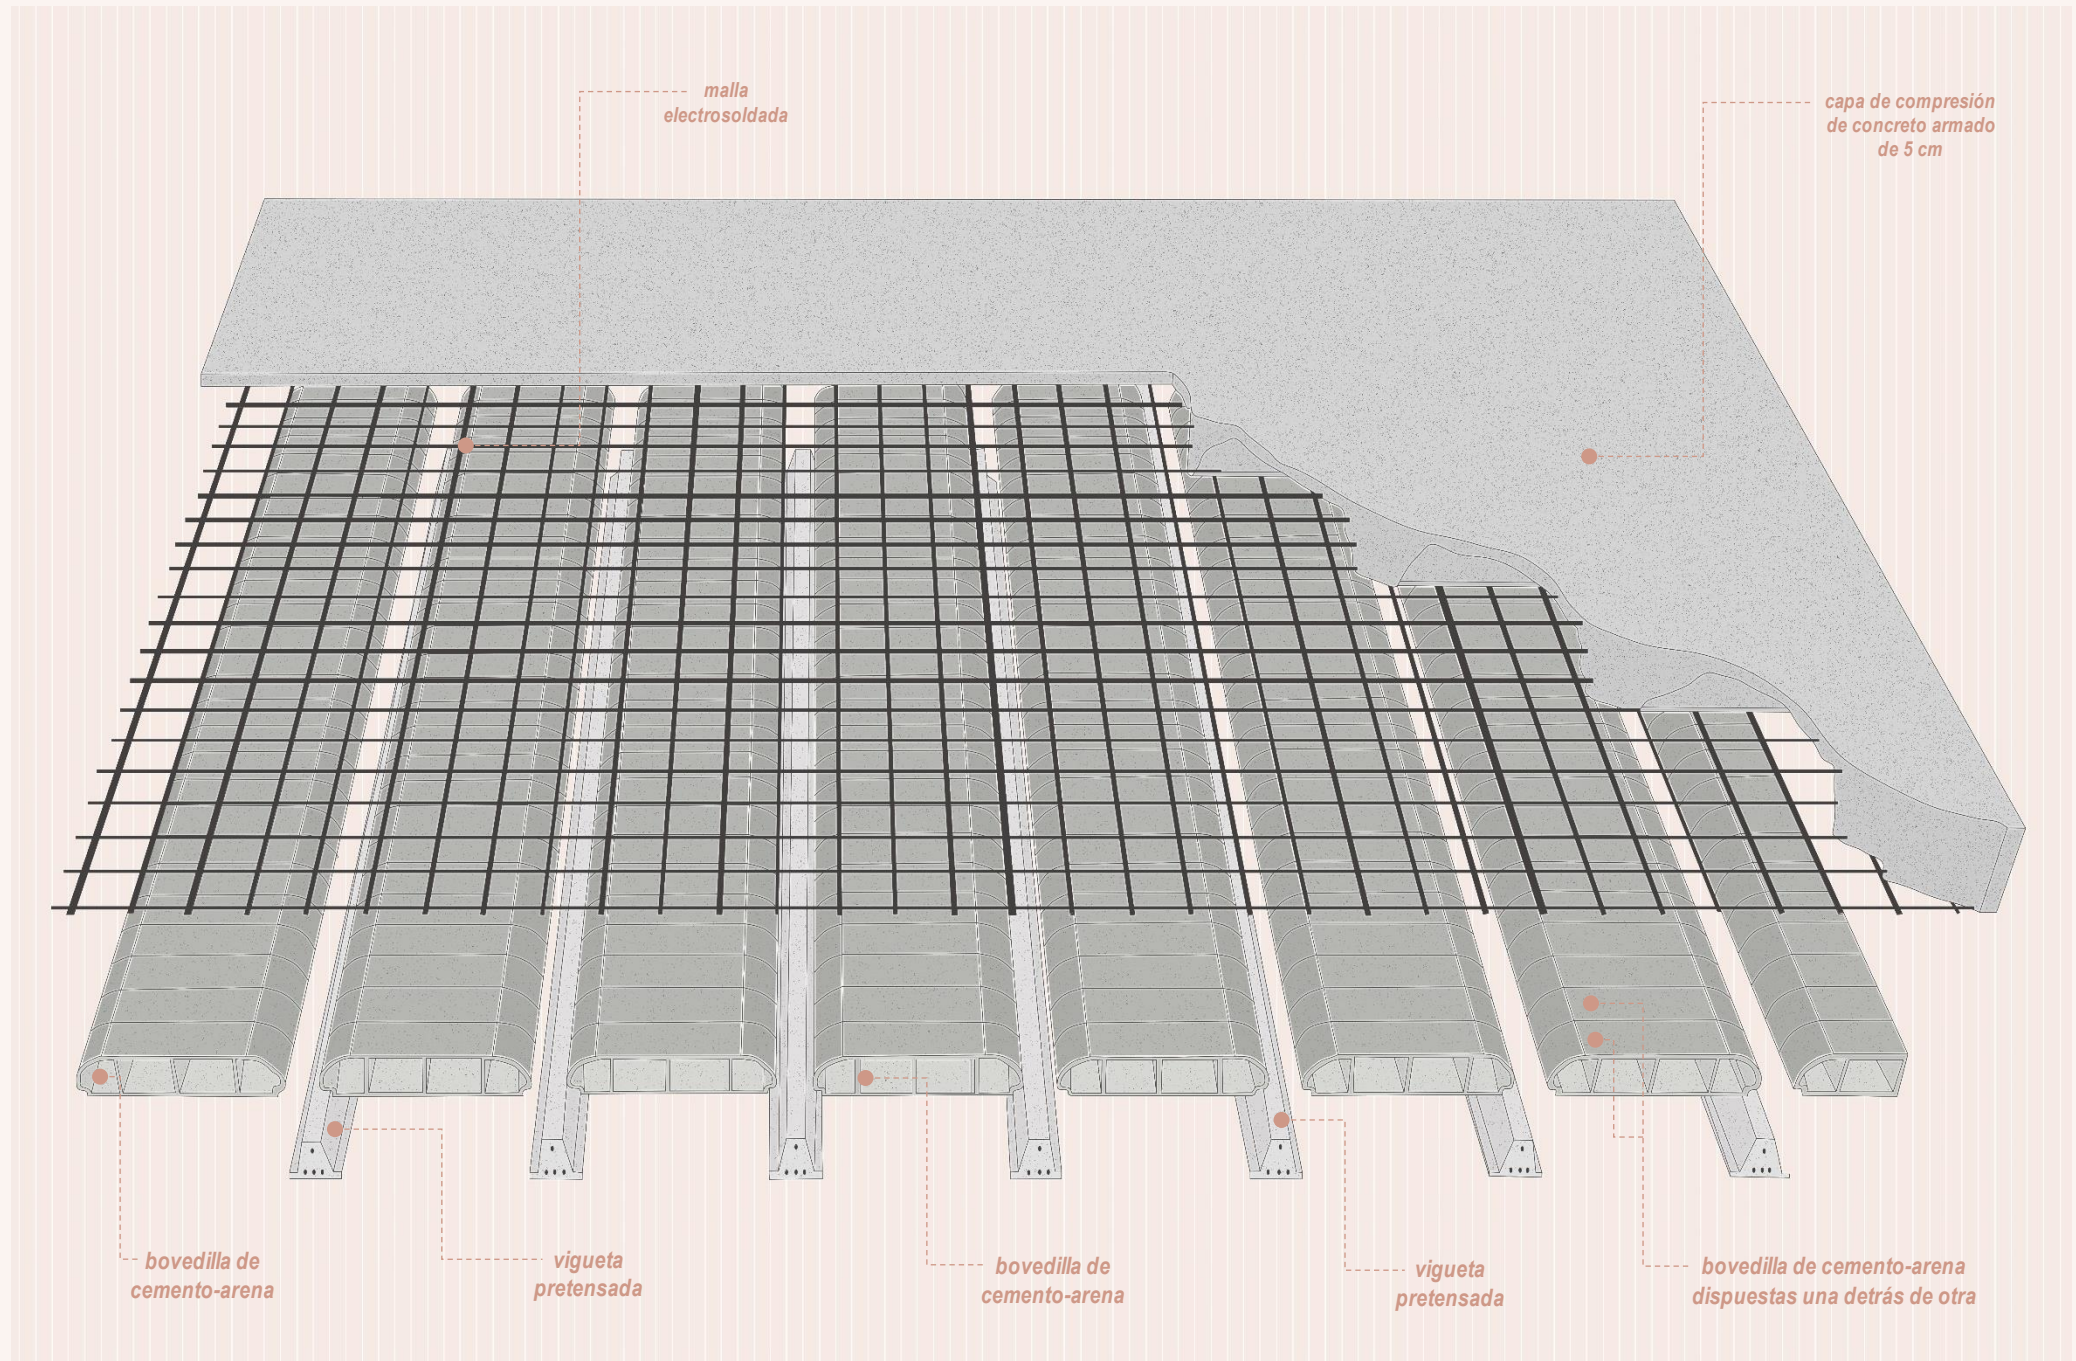 malla
electrosoldada
capa de compresión
de concreto armado
de 5 cm
bovedilla de
cemento-arena
vigueta
pretensada
bovedilla de
cemento-arena
vigueta
pretensada
bovedilla de cemento-arena
dispuestas una detrás de otra